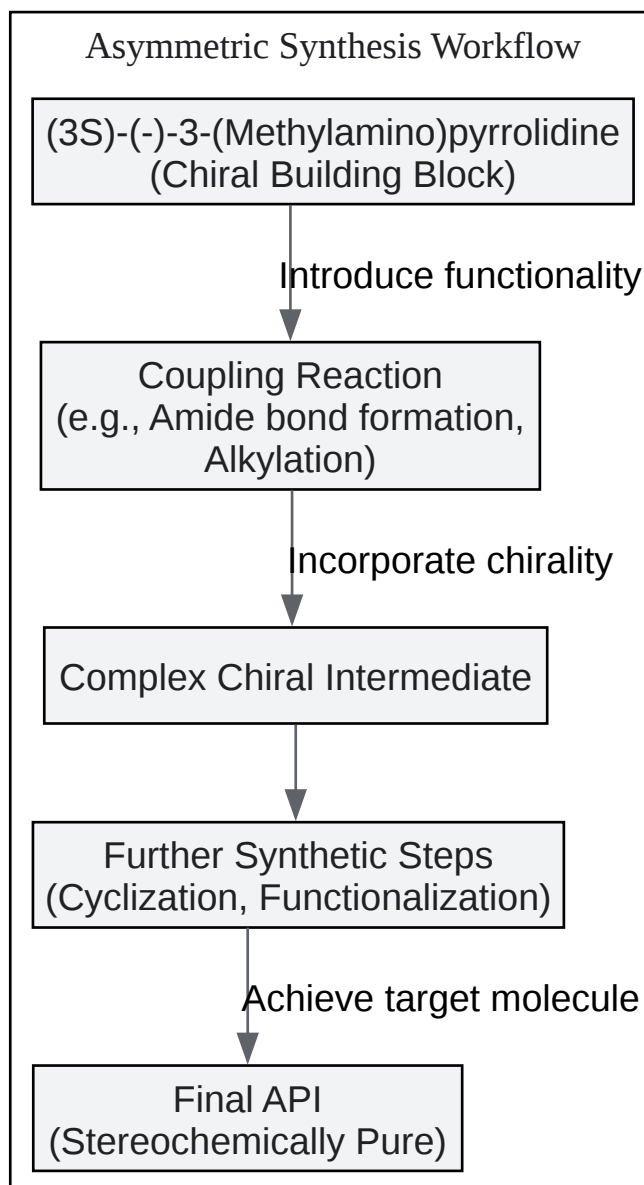 Asymmetric Synthesis Workflow
(3S)-(-)-3-(Methylamino)pyrrolidine
(Chiral Building Block)
Introduce functionality
Coupling Reaction
(e.g., Amide bond formation,
Alkylation)
Incorporate chirality
Complex Chiral Intermediate
Further Synthetic Steps
(Cyclization, Functionalization)
Achieve target molecule
Final API
(Stereochemically Pure)